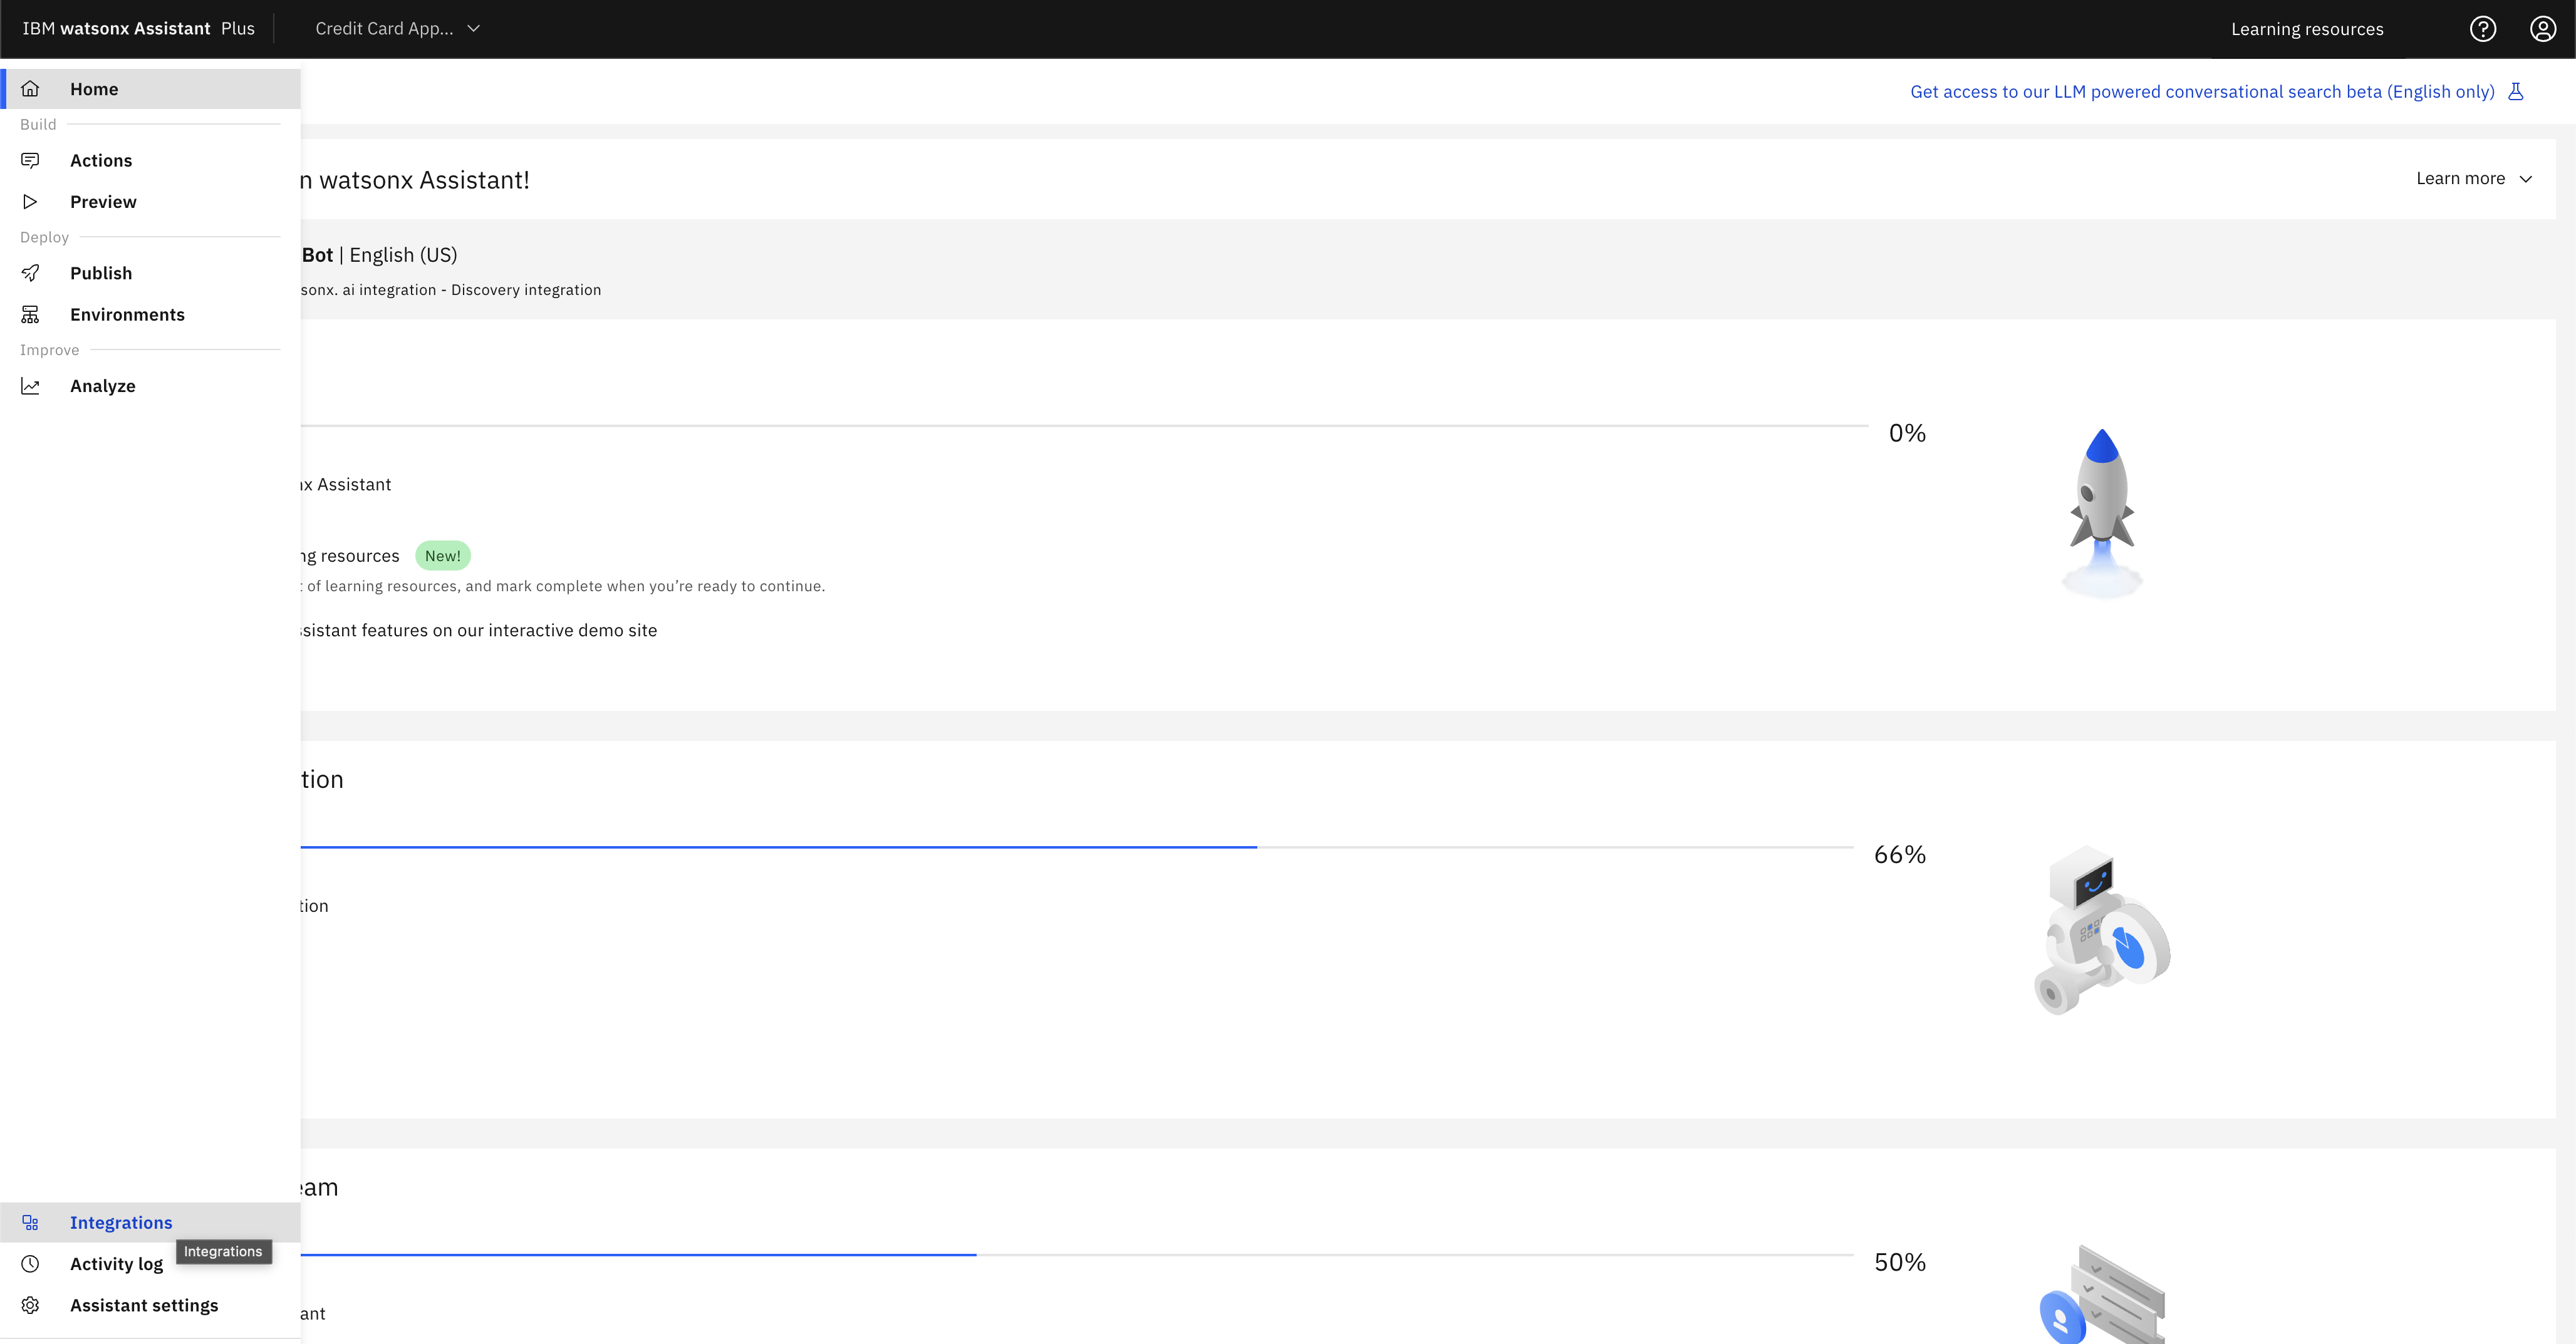 IBM watsonx Assistant Plus
Credit Card App...
Learning resources
Home
Build
Actions
Preview
Deploy
Publish
Environments
Improve
Analyze
Integrations
Integrations
Activity log
Assistant settings
Get access to our LLM powered conversational search beta (English only)
n watsonx Assistant!
Learn more
Bot | English (US)
sonx. ai integration - Discovery integration
0%
x Assistant
ng resources New!
of learning resources, and mark complete when you’re ready to continue.
sistant features on our interactive demo site
tion
66%
tion
eam
50%
ant